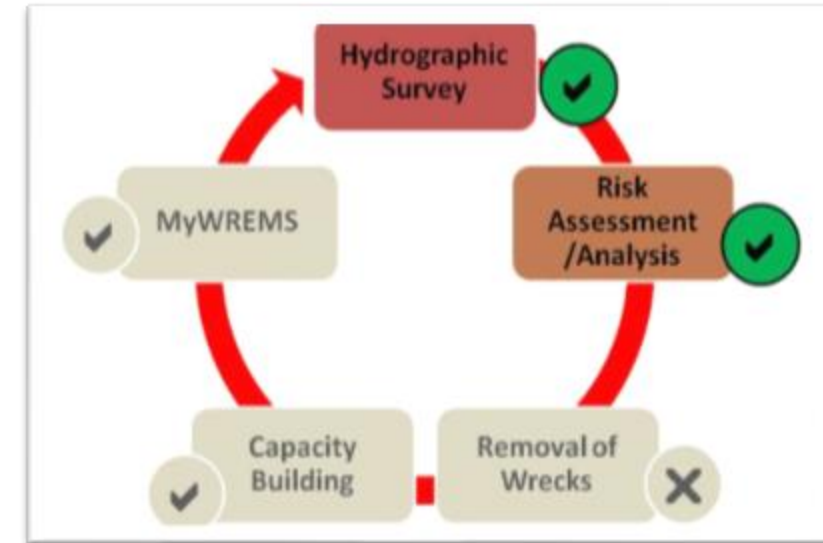 Hydrographic
Survey
Risk
Assessment
/Analysis
Removal of
Wrecks
Capacity
Building
MyWREMS